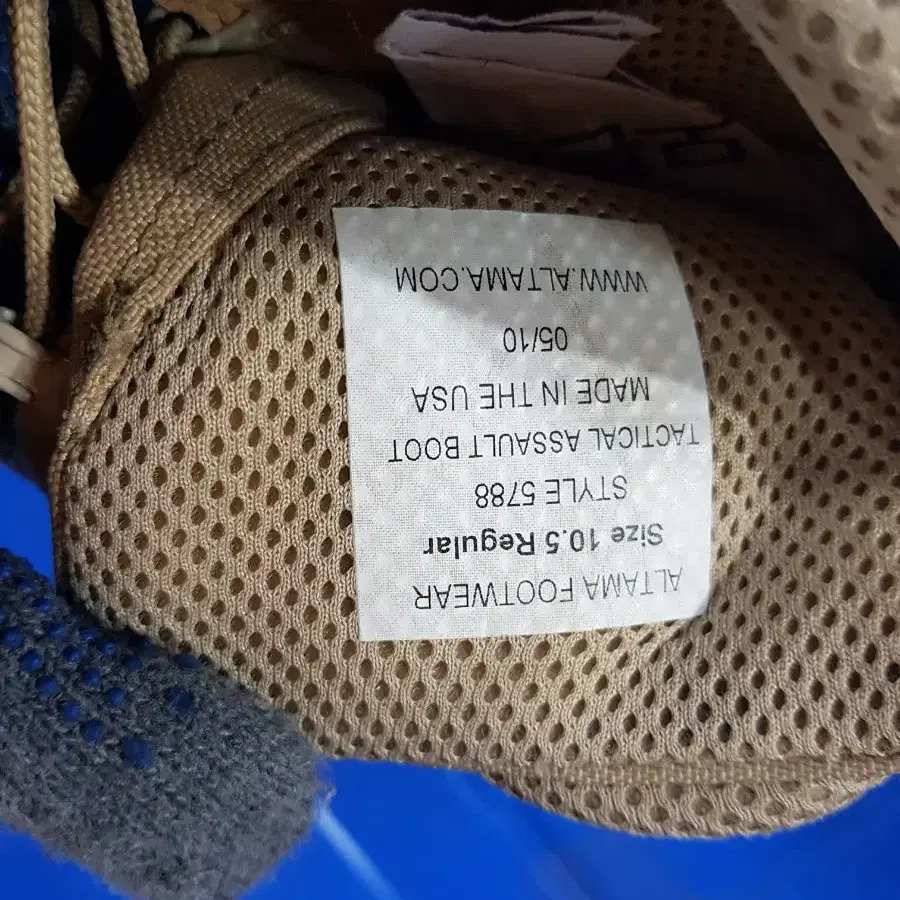 ALTAMA FOOTWEAR
Size 10.5 Regular
STYLE 5788
TACTICAL ASSAULT BOOT
MADE IN THE USA
05/10
WWW.ALTAMA.COM